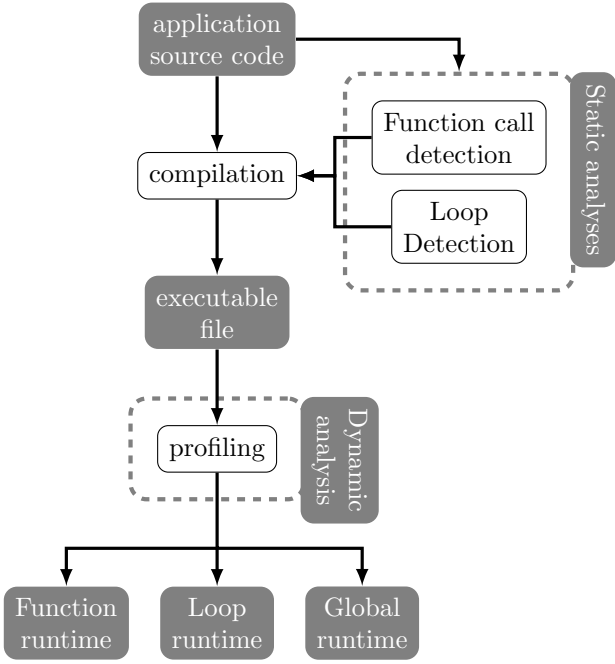 application
source code
Function call
detection
Static analyses
compilation
Loop
Detection
executable
file
Dynamic
analysis
profiling
Function
runtime
Loop
runtime
Global
runtime